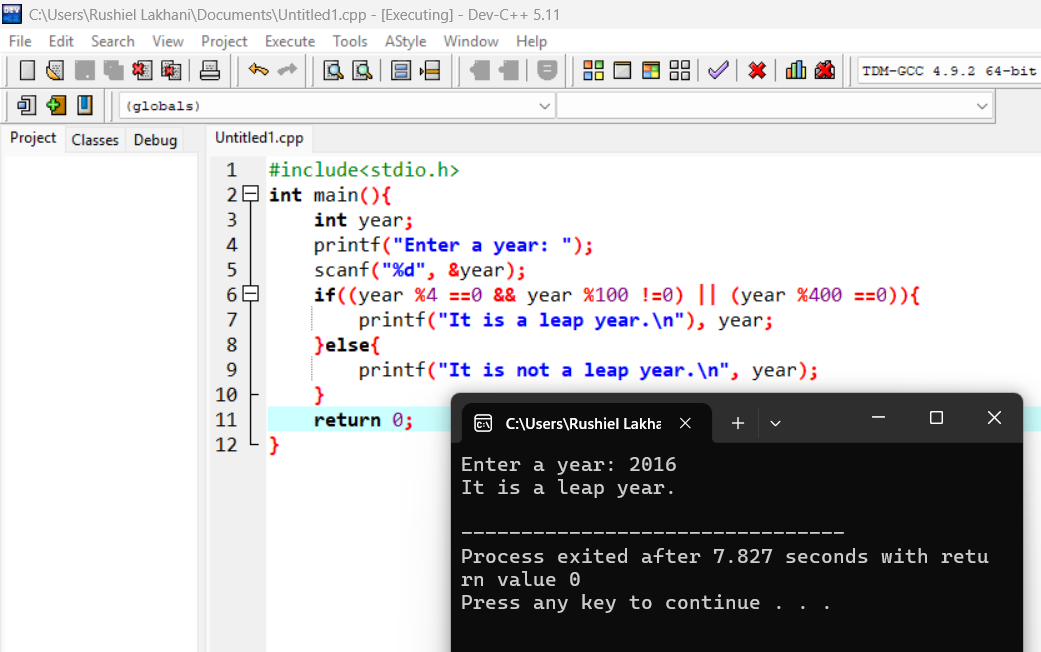 C:\Users\Rushiel Lakhani\Documents\Untitled1.cpp - [Executing] - Dev-C++ 5.11
File Edit Search View Project Execute Tools AStyle Window Help
TDM-GCC 4.9.2 64-bit
(globals)
Project Classes Debug Untitled1.cpp
1 #include<stdio.h>
2 int main(){
3 int year;
4 printf("Enter a year: ");
5 scanf("%d", &year);
6 if((year %4 ==0 && year %100 !=0) || (year %400 ==0)){
7 printf("It is a leap year.\n"), year;
8 }else{
9 printf("It is not a leap year.\n", year);
10 }
11 return 0;
12 }
C:\Users\Rushiel Lakha
Enter a year: 2016
It is a leap year.
--------------------------------
Process exited after 7.827 seconds with retu
rn value 0
Press any key to continue . . .